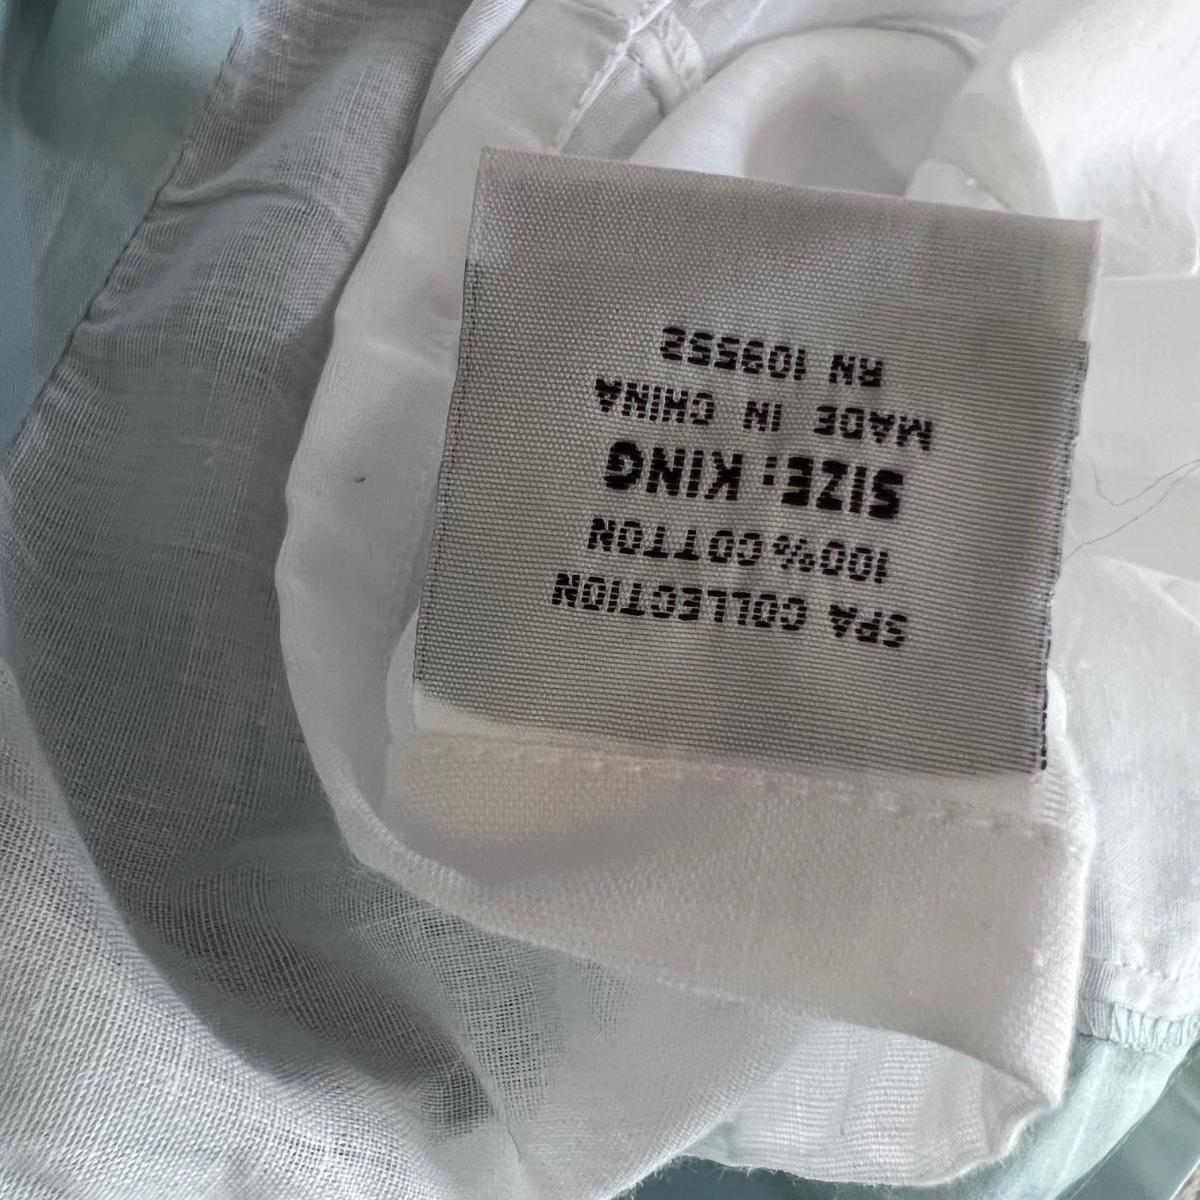 SPA COLLECTION
100% COTTON
SIZE: KING
MADE IN CHINA
RN 109552